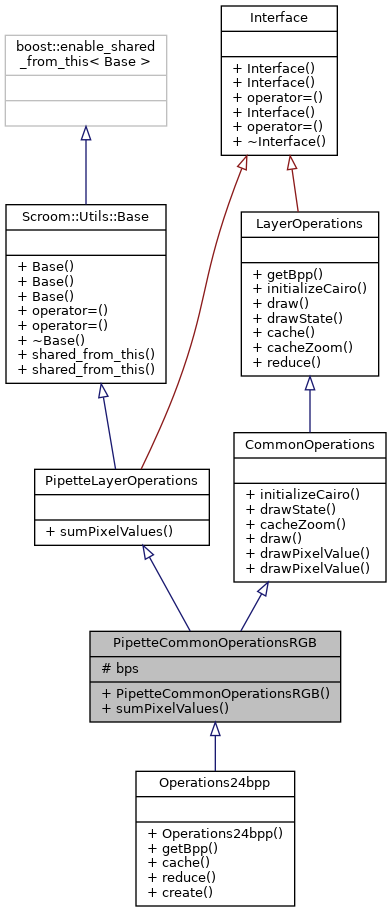 Interface
+ Interface()
+ Interface()
+ operator=()
+ Interface()
+ operator=()
+ ~Interface()
boost::enable_shared
_from_this< Base >
Scroom::Utils::Base
+ Base()
+ Base()
+ Base()
+ operator=()
+ operator=()
+ ~Base()
+ shared_from_this()
+ shared_from_this()
LayerOperations
+ getBpp()
+ initializeCairo()
+ draw()
+ drawState()
+ cache()
+ cacheZoom()
+ reduce()
CommonOperations
+ initializeCairo()
+ drawState()
+ cacheZoom()
+ draw()
+ drawPixelValue()
+ drawPixelValue()
PipetteLayerOperations
+ sumPixelValues()
PipetteCommonOperationsRGB
# bps
+ PipetteCommonOperationsRGB()
+ sumPixelValues()
Operations24bpp
+ Operations24bpp()
+ getBpp()
+ cache()
+ reduce()
+ create()